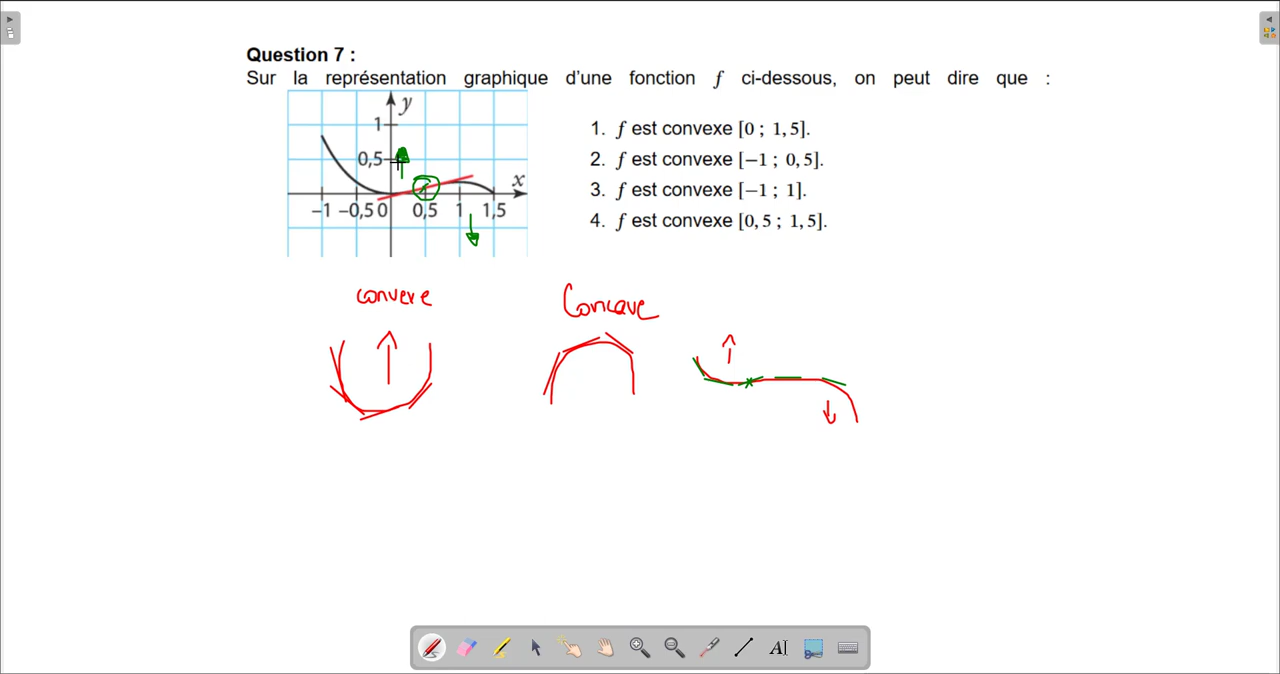 Question 7 :
Sur la représentation graphique d'une fonction f ci-dessous, on peut dire que :
y
1
0,5
x
−1 −0,5 0 0,5 1 1,5
1. f est convexe [0 ; 1, 5].
2. f est convexe [−1 ; 0, 5].
3. f est convexe [−1 ; 1].
4. f est convexe [0, 5 ; 1, 5].
convexe
Concave
AI